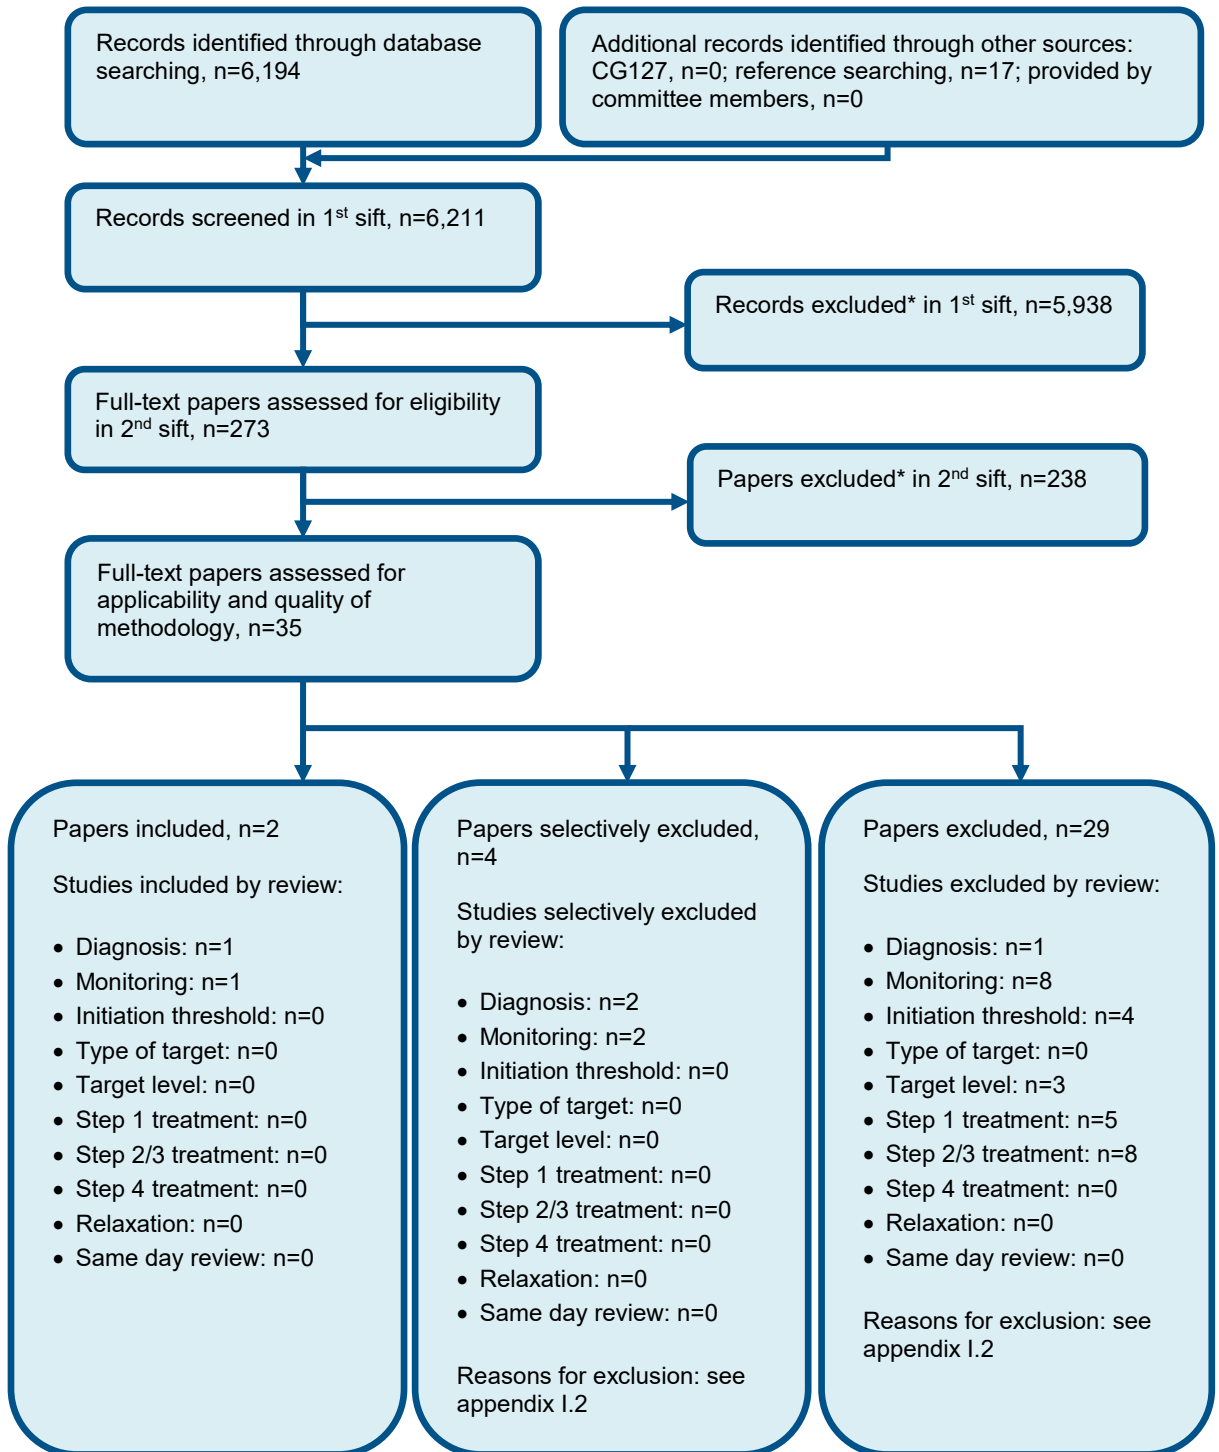 Records identified through database
searching, n=6,194
Additional records identified through other sources:
CG127, n=0; reference searching, n=17; provided by
committee members, n=0
Records screened in 1st sift, n=6,211
Records excluded* in 1st sift, n=5,938
Full-text papers assessed for eligibility
in 2nd sift, n=273
Papers excluded* in 2nd sift, n=238
Full-text papers assessed for
applicability and quality of
methodology, n=35
Papers included, n=2
Studies included by review:
• Diagnosis: n=1
• Monitoring: n=1
• Initiation threshold: n=0
• Type of target: n=0
• Target level: n=0
• Step 1 treatment: n=0
• Step 2/3 treatment: n=0
• Step 4 treatment: n=0
• Relaxation: n=0
• Same day review: n=0
Papers selectively excluded,
n=4
Studies selectively excluded
by review:
• Diagnosis: n=2
• Monitoring: n=2
• Initiation threshold: n=0
• Type of target: n=0
• Target level: n=0
• Step 1 treatment: n=0
• Step 2/3 treatment: n=0
• Step 4 treatment: n=0
• Relaxation: n=0
• Same day review: n=0
Reasons for exclusion: see
appendix I.2
Papers excluded, n=29
Studies excluded by review:
• Diagnosis: n=1
• Monitoring: n=8
• Initiation threshold: n=4
• Type of target: n=0
• Target level: n=3
• Step 1 treatment: n=5
• Step 2/3 treatment: n=8
• Step 4 treatment: n=0
• Relaxation: n=0
• Same day review: n=0
Reasons for exclusion: see
appendix I.2